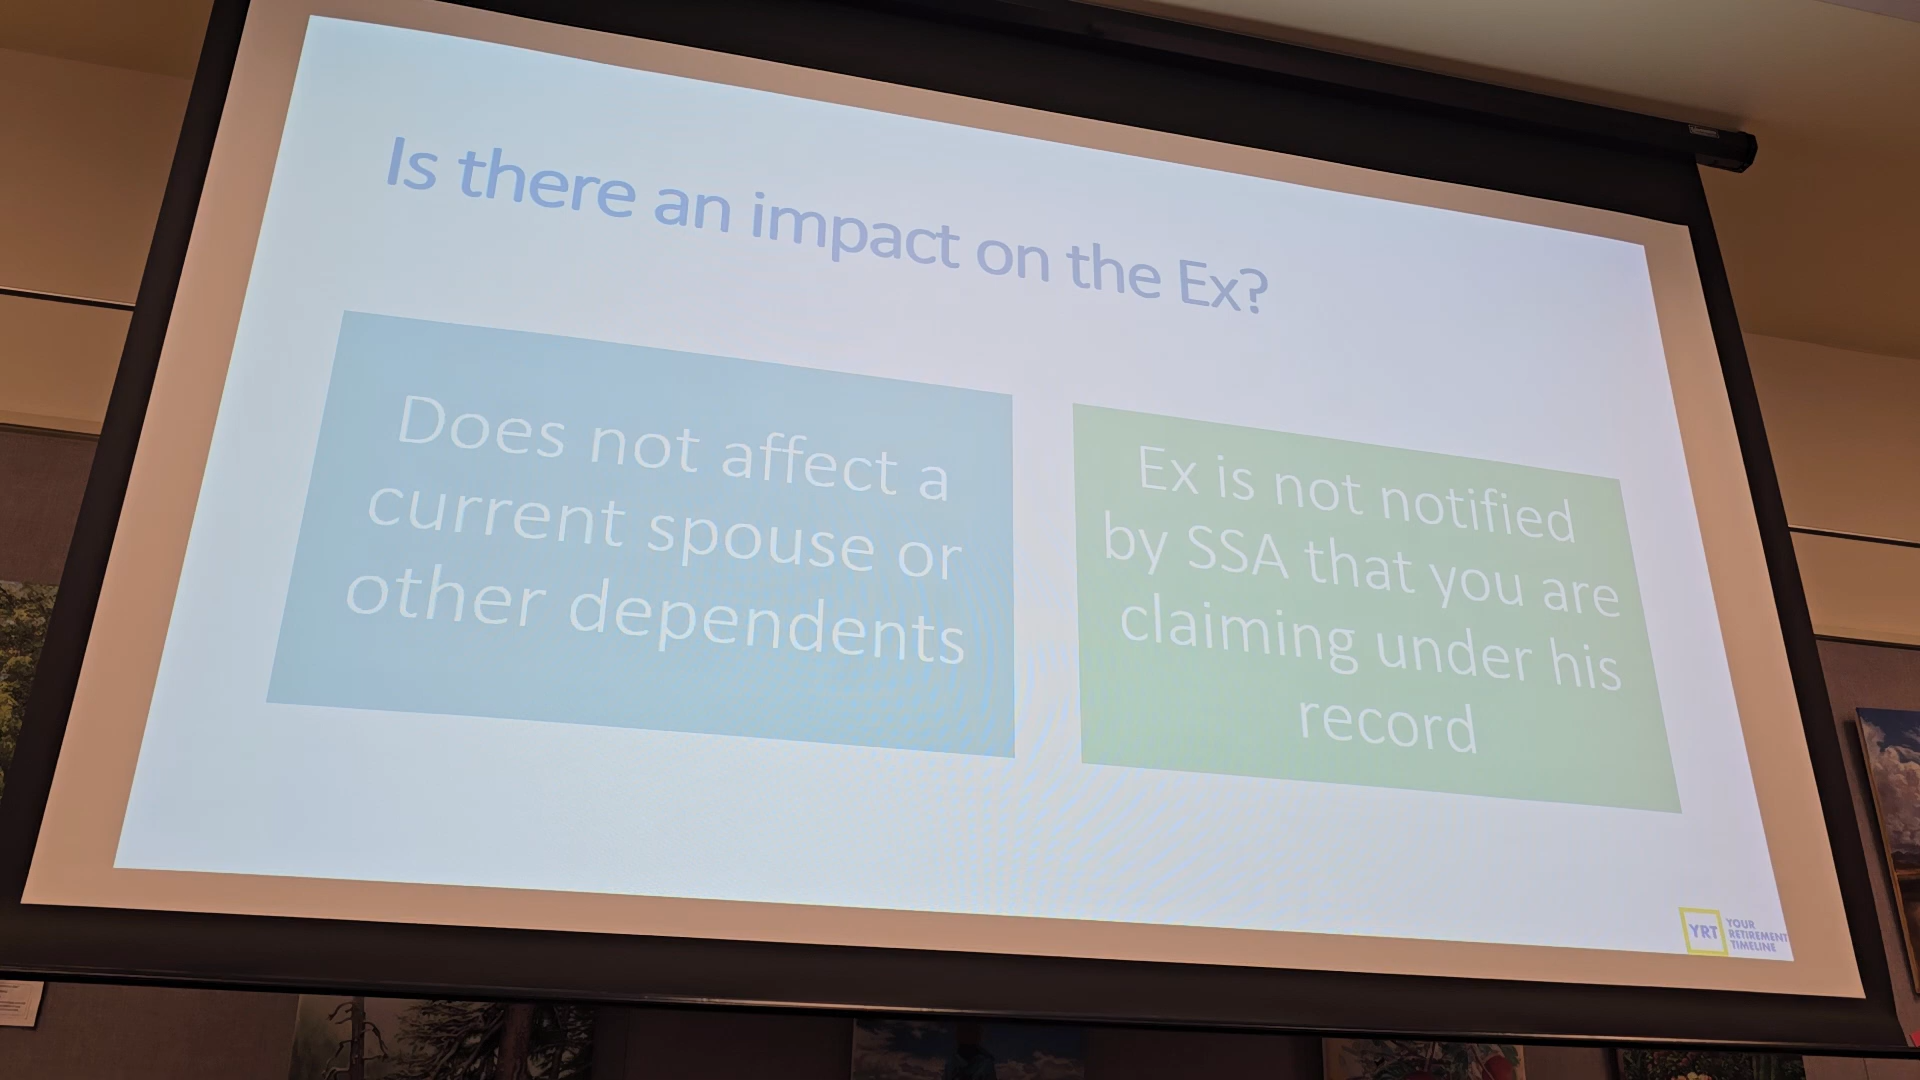 Is there an impact on the Ex?
Does not affect a
current spouse or
other dependents
Ex is not notified
by SSA that you are
claiming under his
record
YRT
YOUR
RETIREMENT
TIMELINE